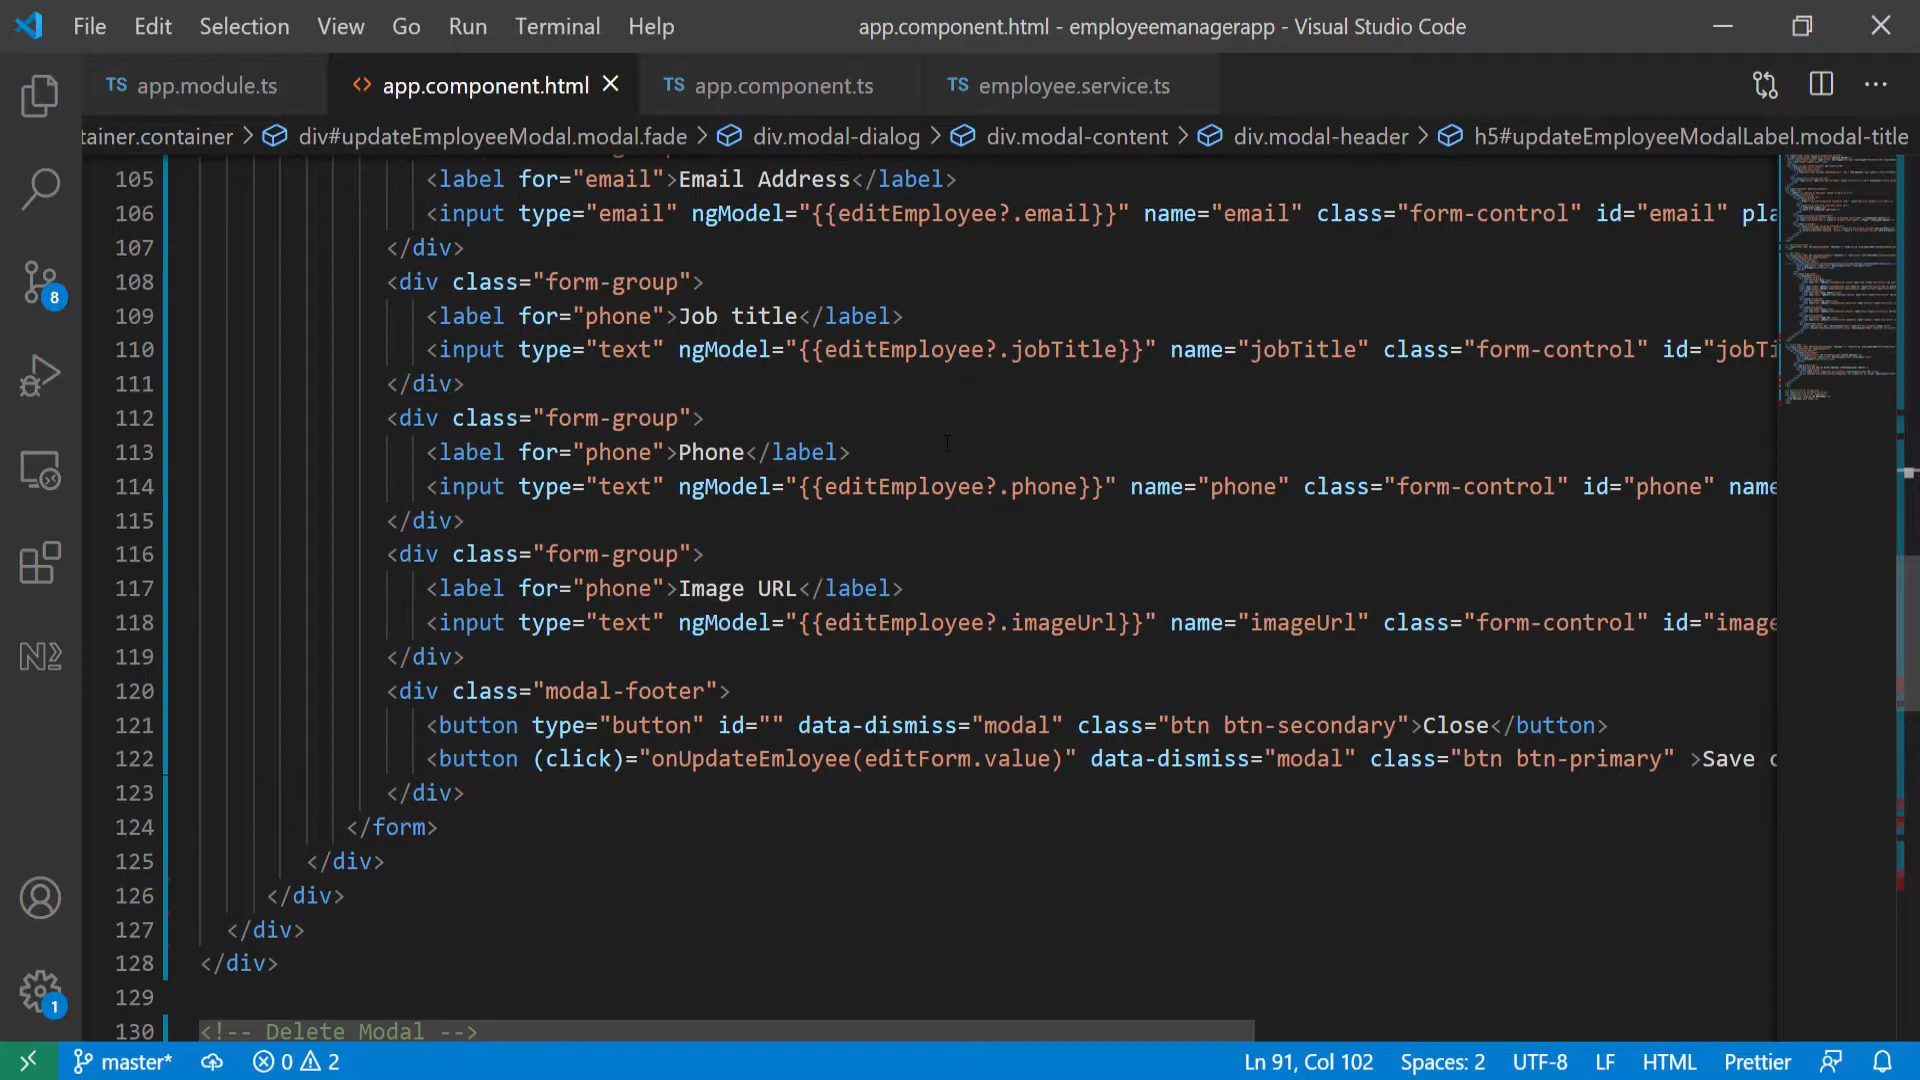 File Edit Selection View Go Run Terminal Help app.component.html - employeemanagerapp - Visual Studio Code
TS app.module.ts <> app.component.html TS app.component.ts TS employee.service.ts
tainer.container > div#updateEmployeeModal.modal.fade > div.modal-dialog > div.modal-content > div.modal-header > h5#updateEmployeeModalLabel.modal-title
105 <label for="email">Email Address</label>
106 <input type="email" ngModel="{{editEmployee?.email}}" name="email" class="form-control" id="email" pla
107 </div>
108 <div class="form-group">
109 <label for="phone">Job title</label>
110 <input type="text" ngModel="{{editEmployee?.jobTitle}}" name="jobTitle" class="form-control" id="jobTi
111 </div>
112 <div class="form-group">
113 <label for="phone">Phone</label>
114 <input type="text" ngModel="{{editEmployee?.phone}}" name="phone" class="form-control" id="phone" name
115 </div>
116 <div class="form-group">
117 <label for="phone">Image URL</label>
118 <input type="text" ngModel="{{editEmployee?.imageUrl}}" name="imageUrl" class="form-control" id="image
119 </div>
120 <div class="modal-footer">
121 <button type="button" id="" data-dismiss="modal" class="btn btn-secondary">Close</button>
122 <button (click)="onUpdateEmloyee(editForm.value)" data-dismiss="modal" class="btn btn-primary" >Save c
123 </div>
124 </form>
125 </div>
126 </div>
127 </div>
128 </div>
129
130 <!-- Delete Modal -->
8
1
master* 0 2 Ln 91, Col 102 Spaces: 2 UTF-8 LF HTML Prettier